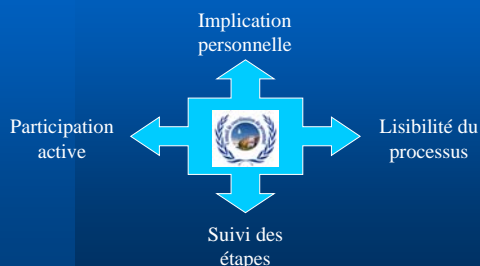 Implication
personnelle
Participation
active
Lisibilité du
processus
Suivi des
étapes